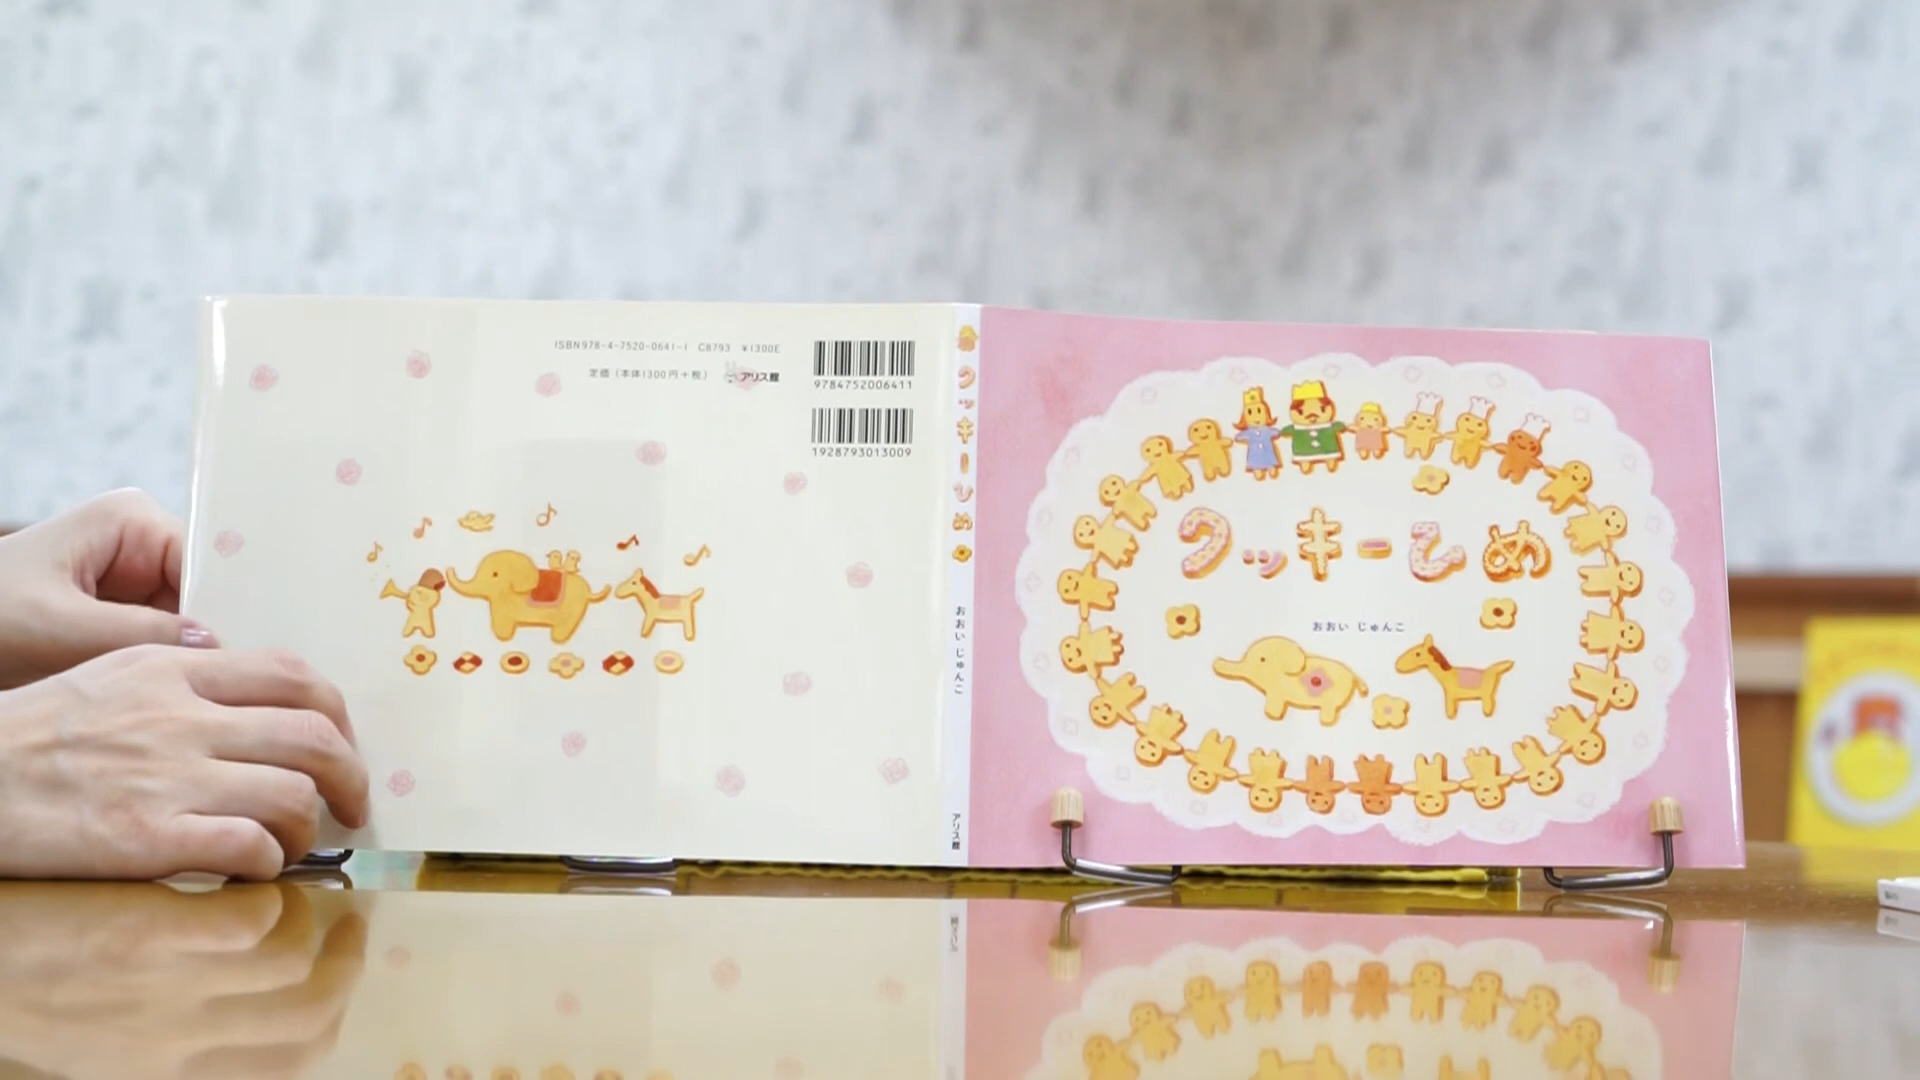 ISBN978-4-7520-0641-1 C8793 ¥1300E
定価(本体1300円+税) アリス館
9784752006411
1928793013009
クッキーひめ
おおい じゅんこ
アリス館
クッキーひめ
おおい じゅんこ